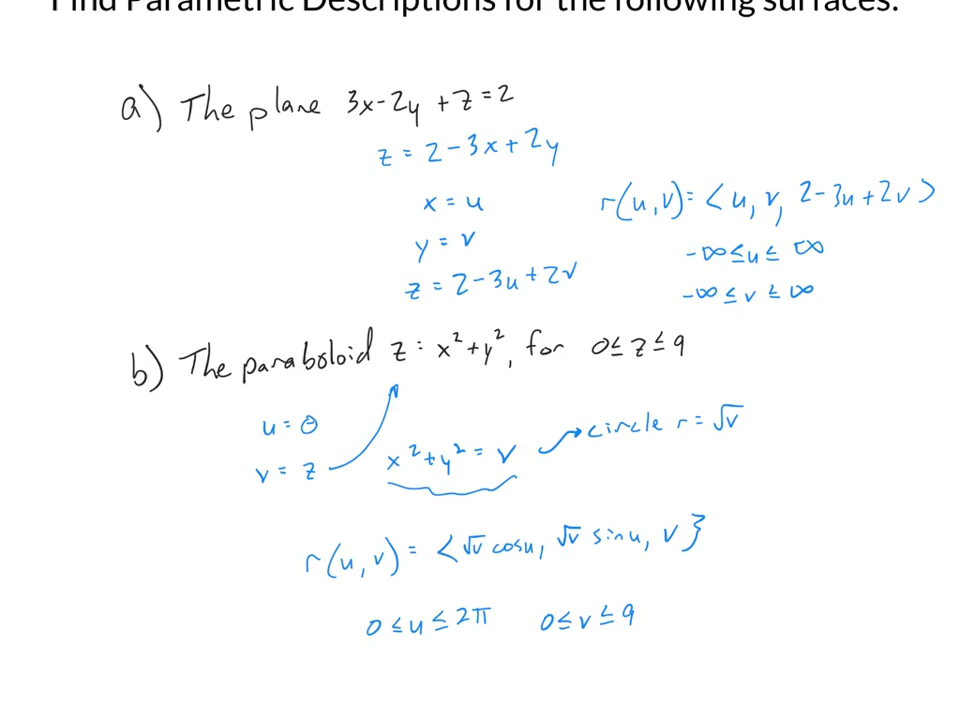 Find Parametric Descriptions for the following surfaces.
a) The plane 3x-2y+z=2
z = 2-3x+2y
x = u
y = v
z = 2-3u+2v
r(u,v)= <u, v, 2-3u+2v>
-∞≤u≤ ∞
-∞ ≤ v ≤ ∞
b) The paraboloid z = x²+y², for 0≤z≤9
u = θ
v = z
x²+y² = v
circle r = √v
r(u,v) = <√v cosu, √v sinu, v}
0≤u≤2π 0≤v≤9